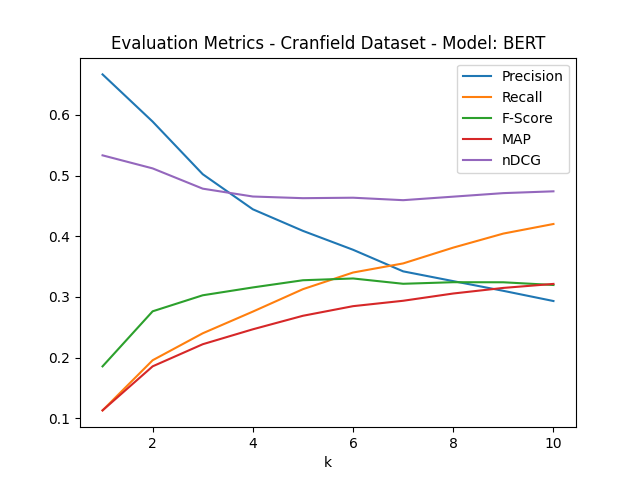 Evaluation Metrics - Cranfield Dataset - Model: BERT
Precision
Recall
F-Score
MAP
nDCG
0.6
0.5
0.4
0.3
0.2
0.1
2 4 6 8 10
k